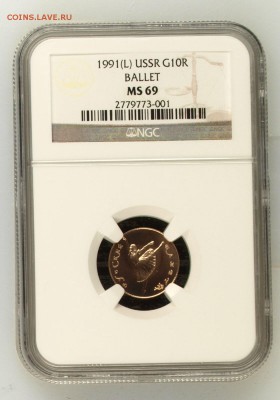 COINS.LAVE.RU
1991(L) USSR G10R
BALLET
MS 69
2779773-001
NGC